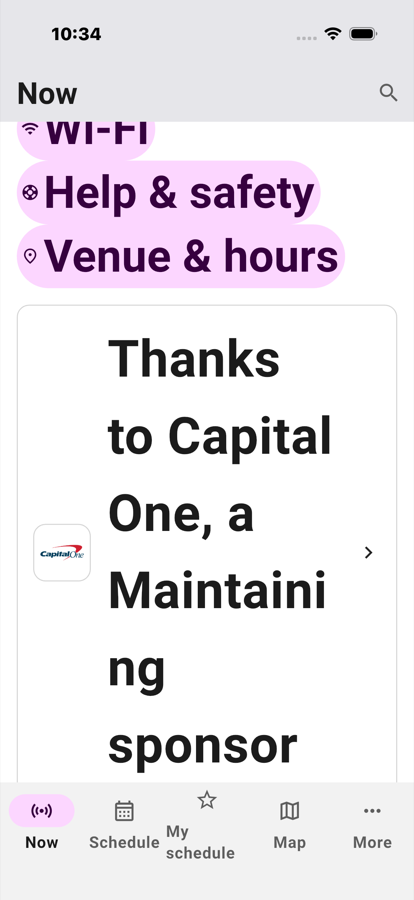 10:34
Now
Wi-Fi
Help & safety
Venue & hours
Thanks
to Capital
One, a
Maintaini
ng
sponsor
Capital One
Now
Schedule
My
schedule
Map
More